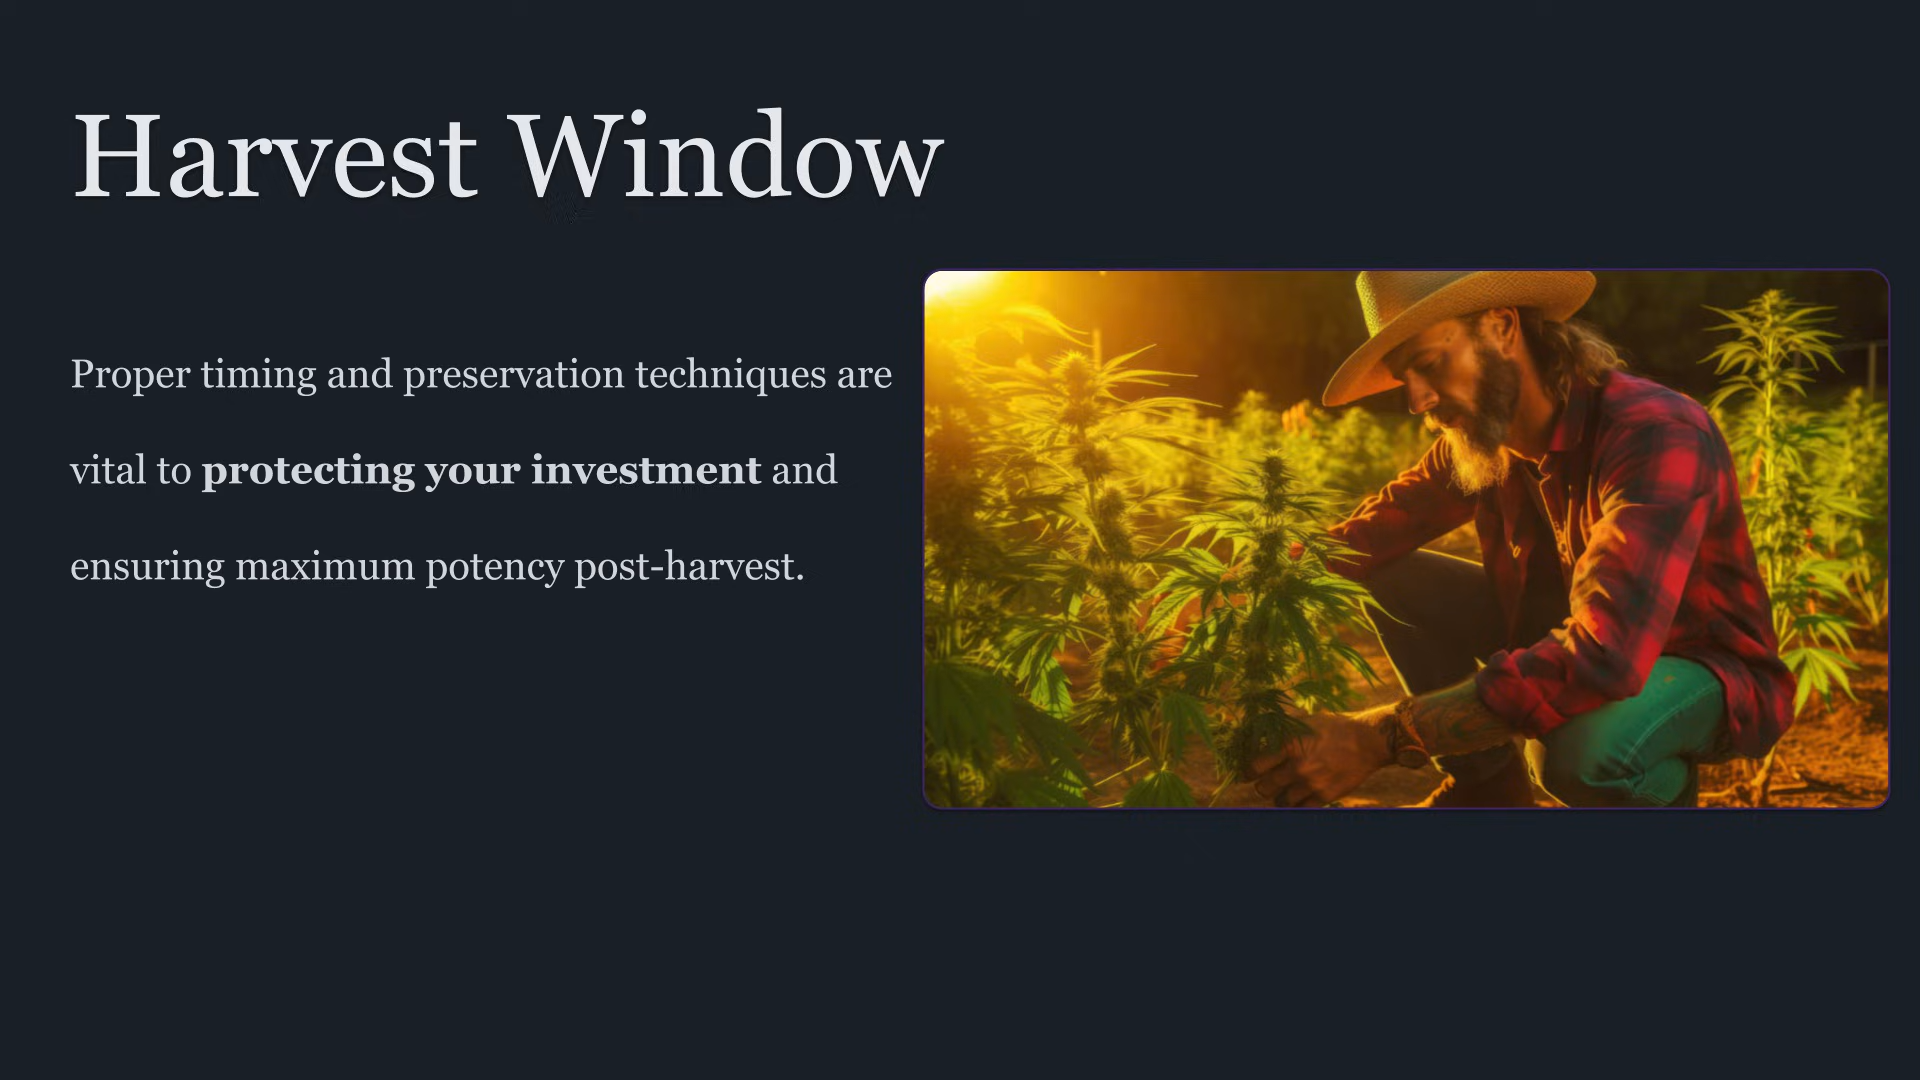 Harvest Window
Proper timing and preservation techniques are
vital to protecting your investment and
ensuring maximum potency post-harvest.